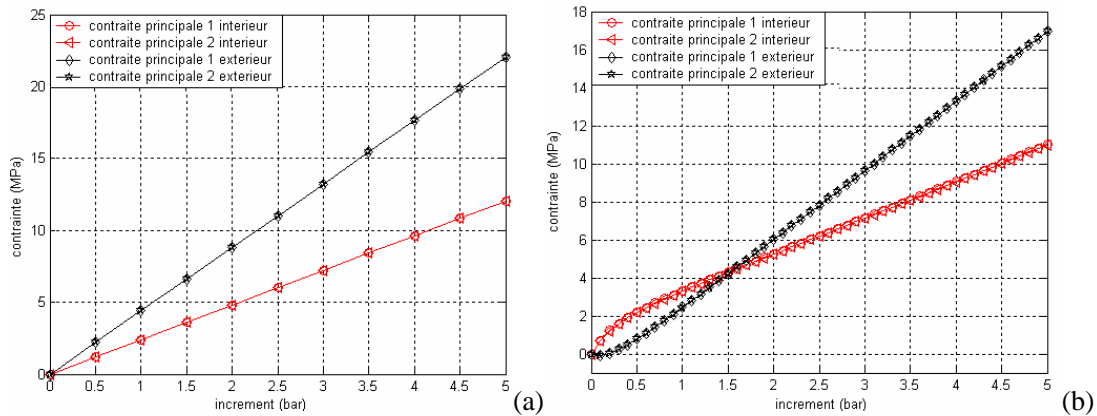 25
20
15
10
5
0
contrainte (MPa)
contraite principale 1 interieur
contraite principale 2 interieur
contraite principale 1 exterieur
contraite principale 2 exterieur
0 0.5 1 1.5 2 2.5 3 3.5 4 4.5 5
increment (bar)
(a)
18
16
14
12
10
8
6
4
2
0
contrainte (MPa)
contraite principale 1 interieur
contraite principale 2 interieur
contraite principale 1 exterieur
contraite principale 2 exterieur
0 0.5 1 1.5 2 2.5 3 3.5 4 4.5 5
increment (bar)
(b)